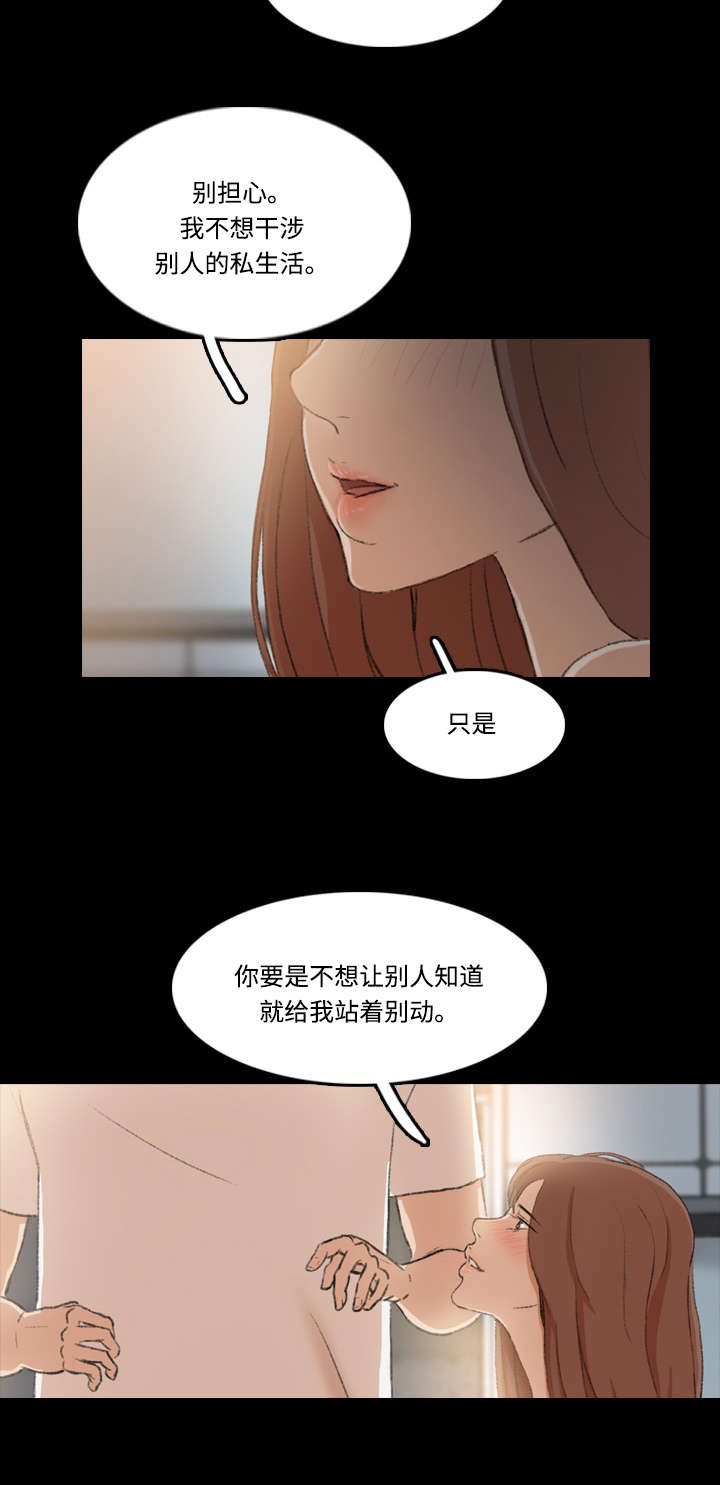 别担心。
我不想干涉
别人的私生活。
只是
你要是不想让别人知道
就给我站着别动。